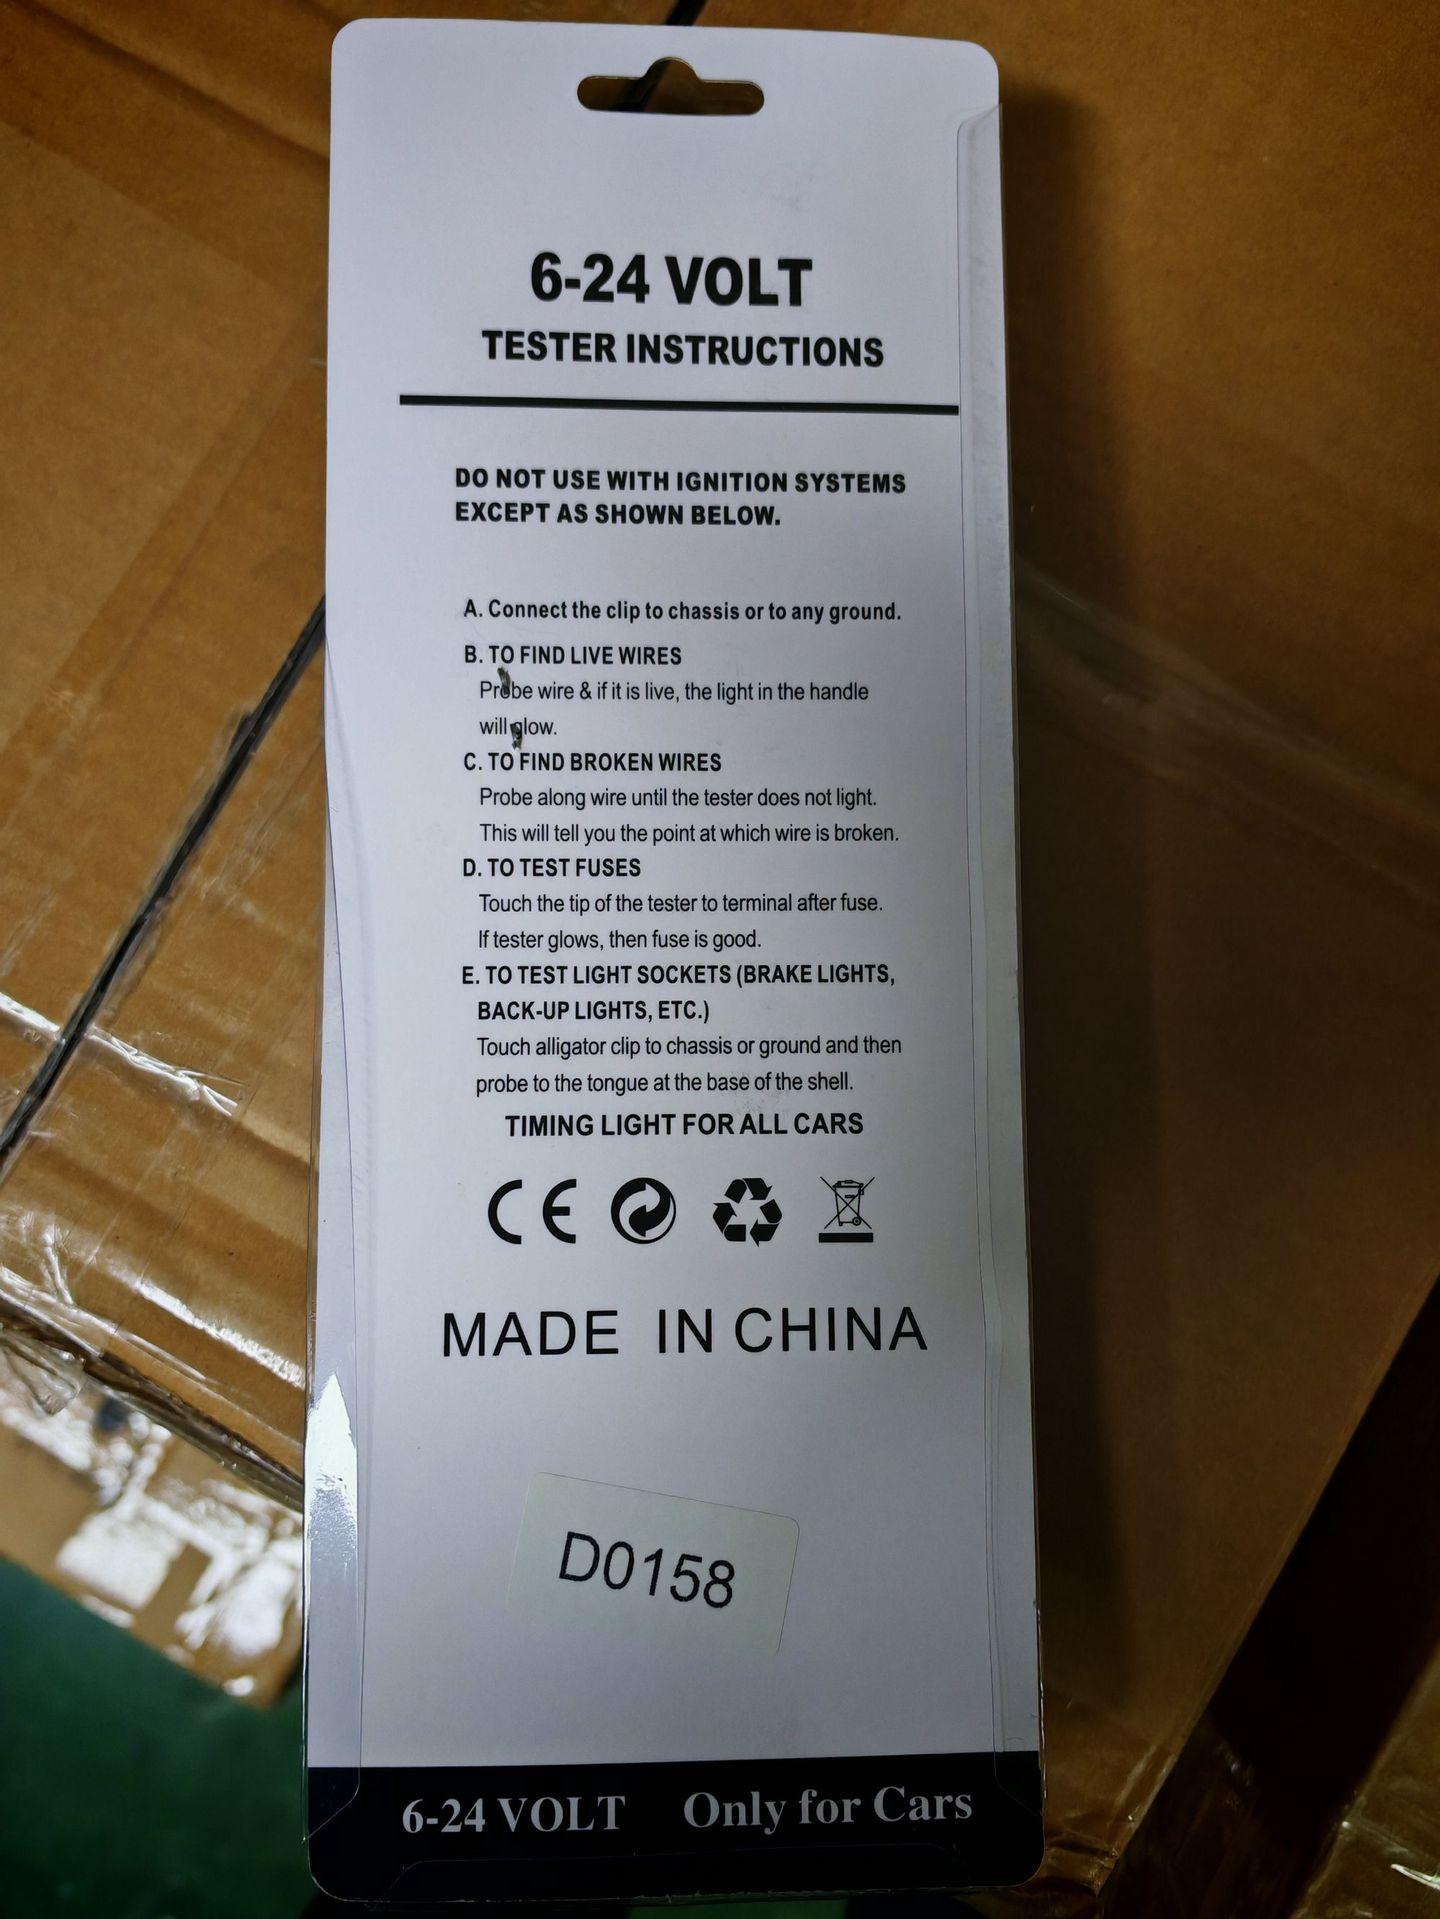 6-24 VOLT
TESTER INSTRUCTIONS
DO NOT USE WITH IGNITION SYSTEMS
EXCEPT AS SHOWN BELOW.
A. Connect the clip to chassis or to any ground.
B. TO FIND LIVE WIRES
Probe wire & if it is live, the light in the handle
will glow.
C. TO FIND BROKEN WIRES
Probe along wire until the tester does not light.
This will tell you the point at which wire is broken.
D. TO TEST FUSES
Touch the tip of the tester to terminal after fuse.
If tester glows, then fuse is good.
E. TO TEST LIGHT SOCKETS (BRAKE LIGHTS,
BACK-UP LIGHTS, ETC.)
Touch alligator clip to chassis or ground and then
probe to the tongue at the base of the shell.
TIMING LIGHT FOR ALL CARS
CE
MADE IN CHINA
D0158
6-24 VOLT Only for Cars